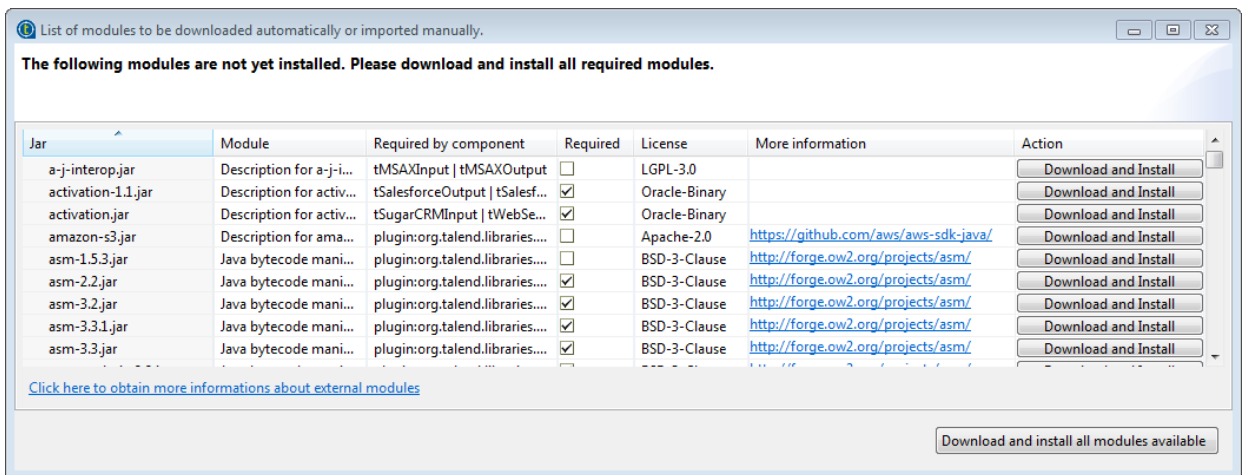 List of modules to be downloaded automatically or imported manually.
The following modules are not yet installed. Please download and install all required modules.
Jar Module Required by component Required License More information Action
a-j-interop.jar Description for a-j-i... tMSAXInput | tMSAXOutput LGPL-3.0 Download and Install
activation-1.1.jar Description for activ... tSalesforceOutput | tSalesf... Oracle-Binary Download and Install
activation.jar Description for activ... tSugarCRMInput | tWebSe... Oracle-Binary Download and Install
amazon-s3.jar Description for ama... plugin:org.talend.libraries.... Apache-2.0 https://github.com/aws/aws-sdk-java/ Download and Install
asm-1.5.3.jar Java bytecode mani... plugin:org.talend.libraries.... BSD-3-Clause http://forge.ow2.org/projects/asm/ Download and Install
asm-2.2.jar Java bytecode mani... plugin:org.talend.libraries.... BSD-3-Clause http://forge.ow2.org/projects/asm/ Download and Install
asm-3.2.jar Java bytecode mani... plugin:org.talend.libraries.... BSD-3-Clause http://forge.ow2.org/projects/asm/ Download and Install
asm-3.3.1.jar Java bytecode mani... plugin:org.talend.libraries.... BSD-3-Clause http://forge.ow2.org/projects/asm/ Download and Install
asm-3.3.jar Java bytecode mani... plugin:org.talend.libraries.... BSD-3-Clause http://forge.ow2.org/projects/asm/ Download and Install
Click here to obtain more informations about external modules
Download and install all modules available